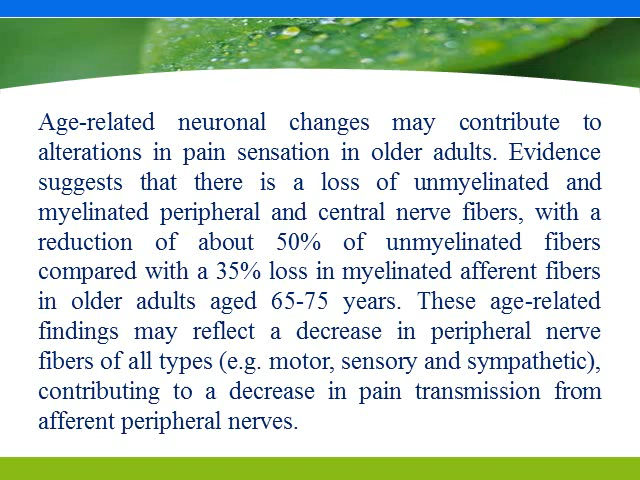 Age-related neuronal changes may contribute to
alterations in pain sensation in older adults. Evidence
suggests that there is a loss of unmyelinated and
myelinated peripheral and central nerve fibers, with a
reduction of about 50% of unmyelinated fibers
compared with a 35% loss in myelinated afferent fibers
in older adults aged 65-75 years. These age-related
findings may reflect a decrease in peripheral nerve
fibers of all types (e.g. motor, sensory and sympathetic),
contributing to a decrease in pain transmission from
afferent peripheral nerves.